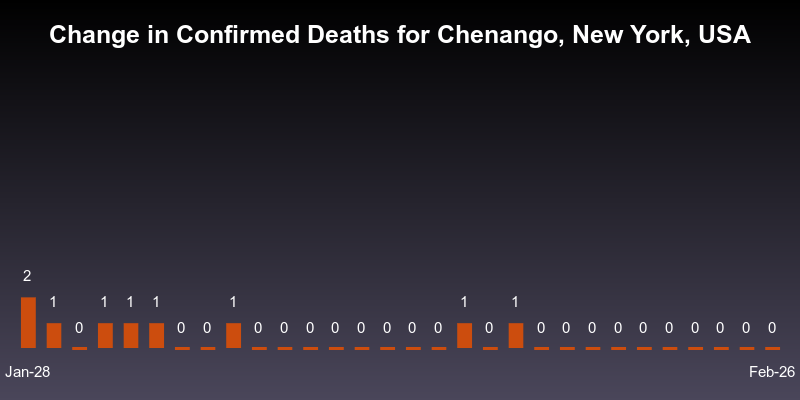 Change in Confirmed Deaths for Chenango, New York, USA
2
1 1 1 1 1 1 1
0 0 0 0 0 0 0 0 0 0 0 0 0 0 0 0 0 0 0 0 0 0
Jan-28 Feb-26